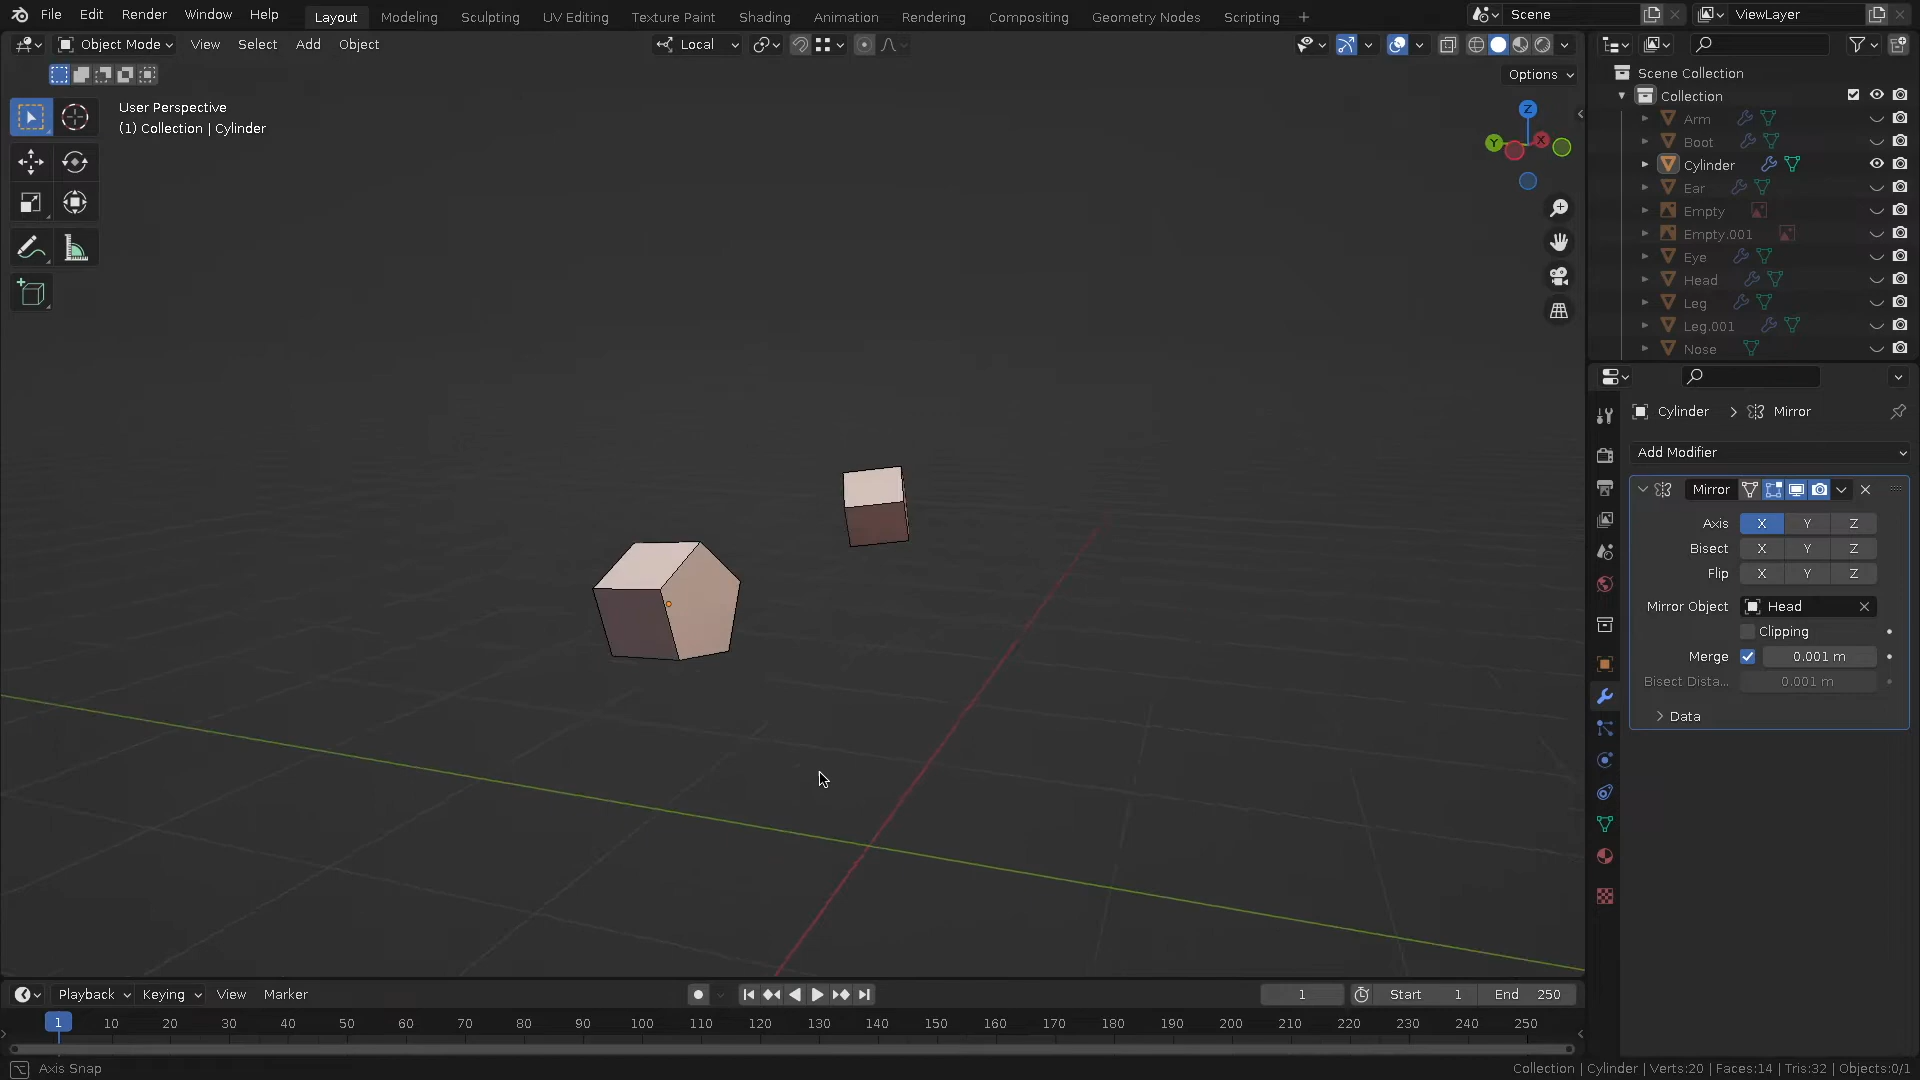 File Edit Render Window Help Layout Modeling Sculpting UV Editing Texture Paint Shading Animation Rendering Compositing Geometry Nodes Scripting + Scene ViewLayer
Object Mode View Select Add Object Local
Options
User Perspective
(1) Collection | Cylinder
Z
Y
X
Scene Collection
Collection
Arm
Boot
Cylinder
Ear
Empty
Empty.001
Eye
Head
Leg
Leg.001
Nose
Cylinder > Mirror
Add Modifier
Mirror
Axis X Y Z
Bisect X Y Z
Flip X Y Z
Mirror Object Head
Clipping
Merge 0.001 m
Bisect Dista... 0.001 m
Data
Playback Keying View Marker 1 Start 1 End 250
1 10 20 30 40 50 60 70 80 90 100 110 120 130 140 150 160 170 180 190 200 210 220 230 240 250
Axis Snap
Collection | Cylinder | Verts:20 | Faces:14 | Tris:32 | Objects:0/1